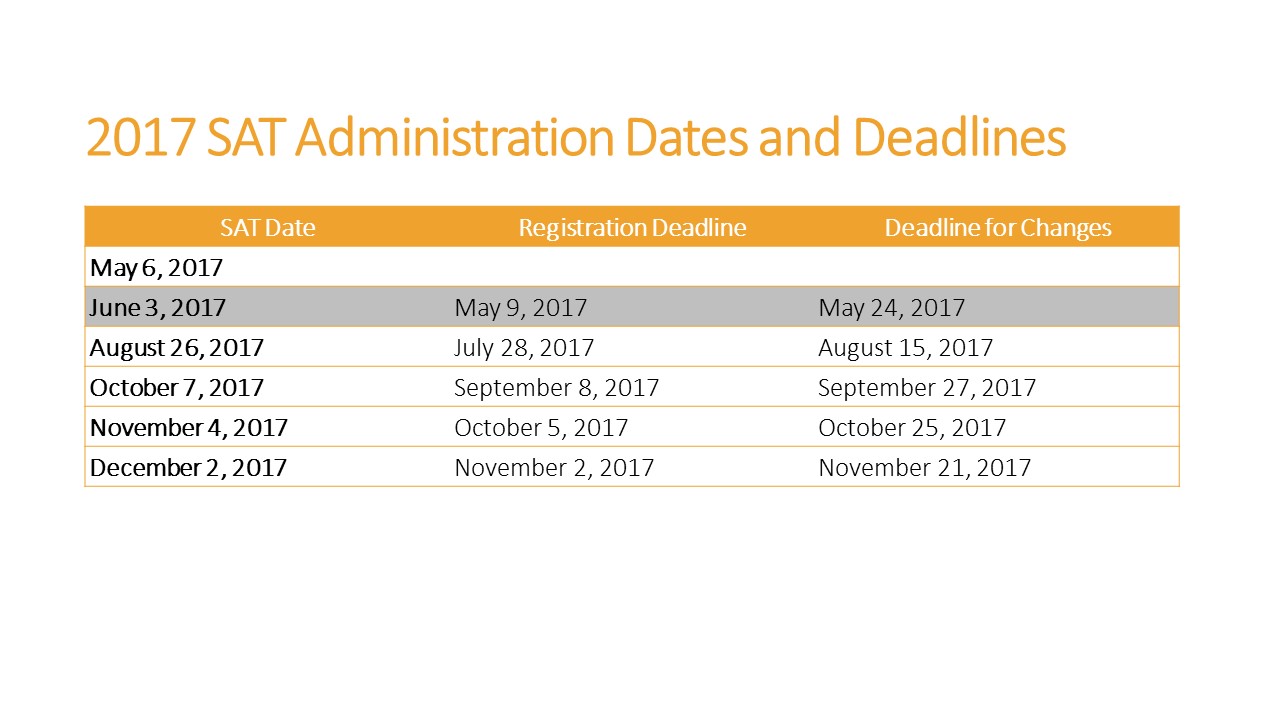 2017 SAT Administration Dates and Deadlines
SAT Date Registration Deadline Deadline for Changes
May 6, 2017
June 3, 2017 May 9, 2017 May 24, 2017
August 26, 2017 July 28, 2017 August 15, 2017
October 7, 2017 September 8, 2017 September 27, 2017
November 4, 2017 October 5, 2017 October 25, 2017
December 2, 2017 November 2, 2017 November 21, 2017